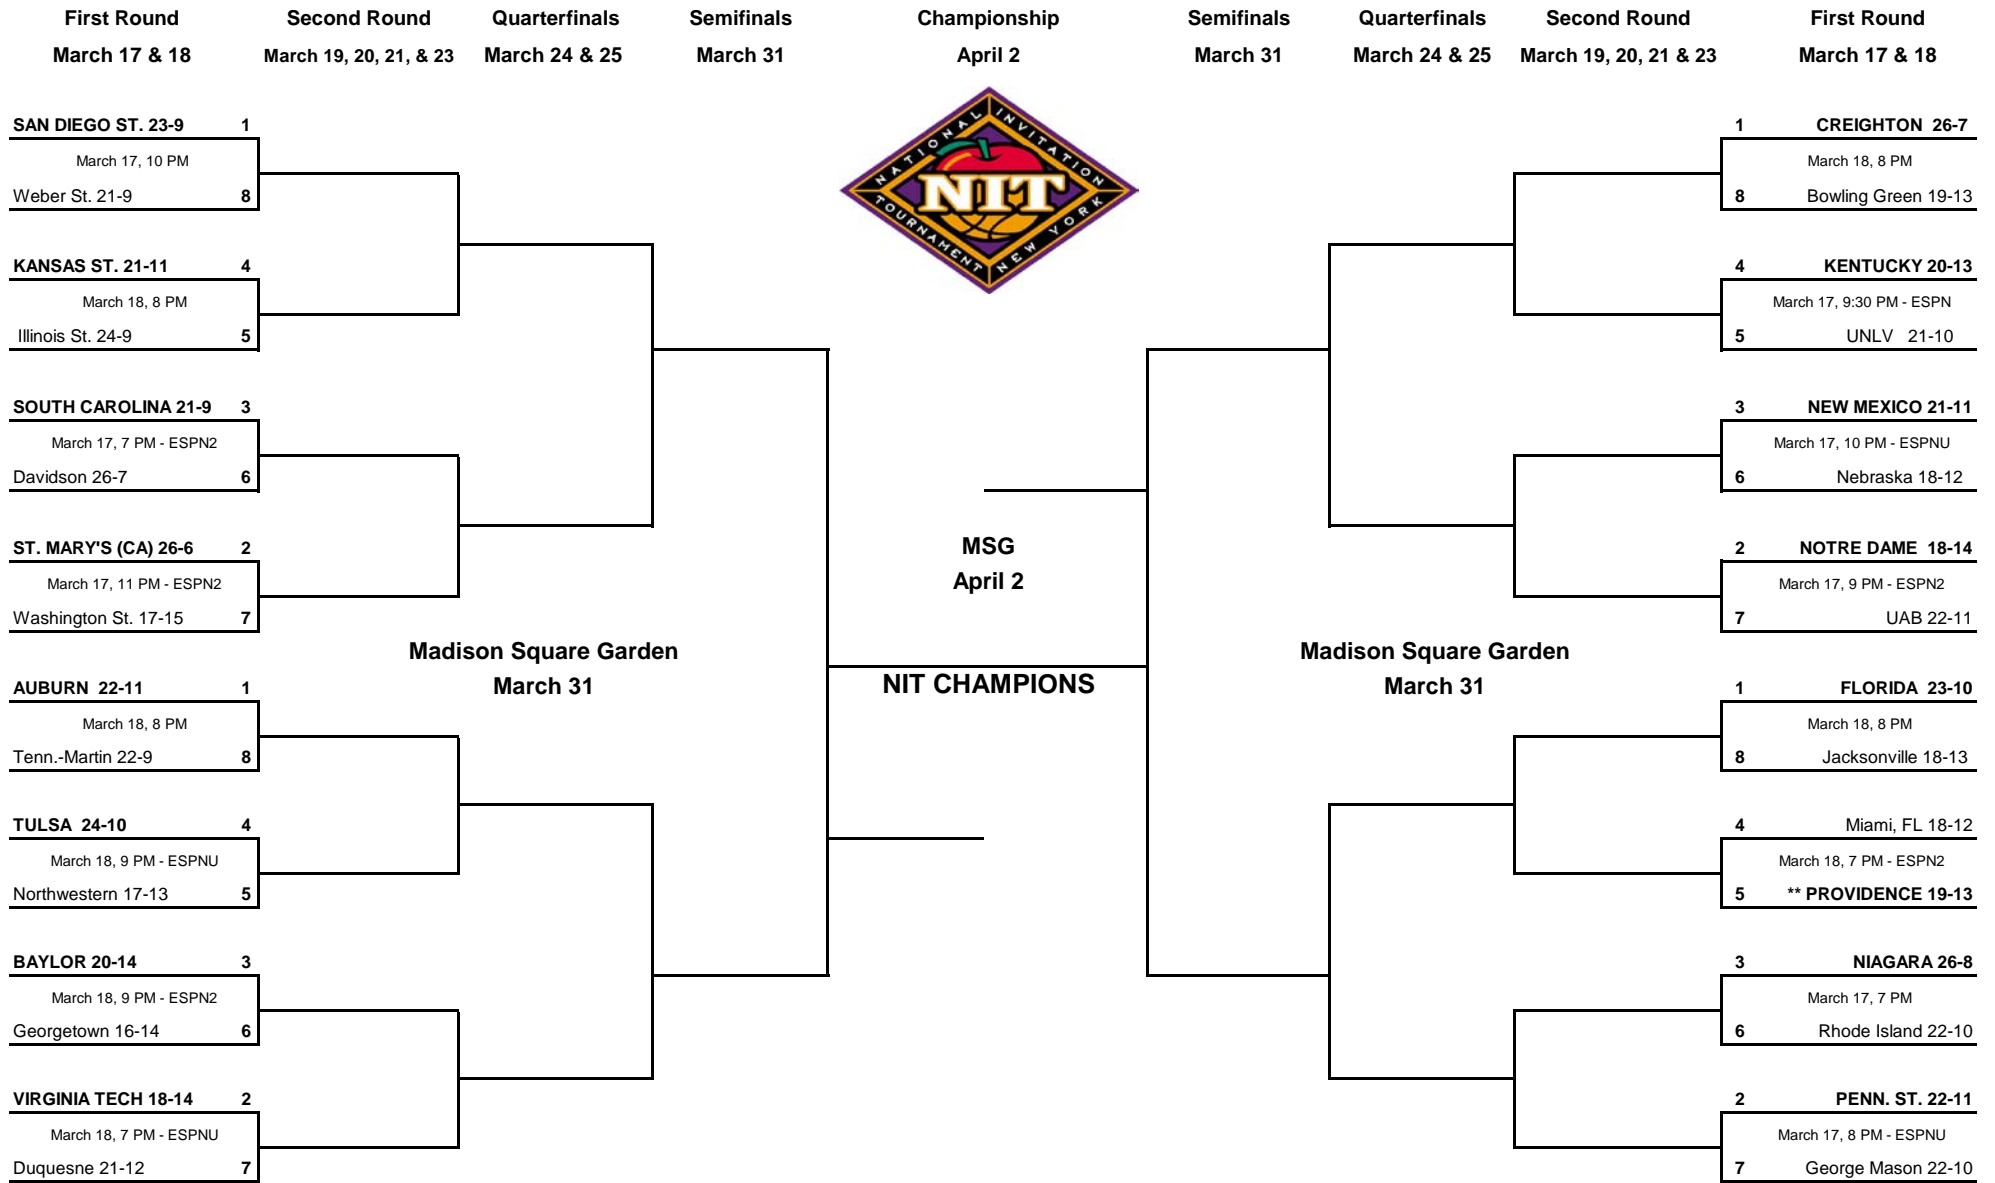 First Round Second Round Quarterfinals Semifinals Championship Semifinals Quarterfinals Second Round First Round
March 17 & 18 March 19, 20, 21, & 23 March 24 & 25 March 31 April 2 March 31 March 24 & 25 March 19, 20, 21 & 23 March 17 & 18
NATIONAL INVITATION
NIT
TOURNAMENT NEW YORK
SAN DIEGO ST. 23-9 1
March 17, 10 PM
Weber St. 21-9 8
KANSAS ST. 21-11 4
March 18, 8 PM
Illinois St. 24-9 5
SOUTH CAROLINA 21-9 3
March 17, 7 PM - ESPN2
Davidson 26-7 6
ST. MARY'S (CA) 26-6 2
March 17, 11 PM - ESPN2
Washington St. 17-15 7
Madison Square Garden
March 31
AUBURN 22-11 1
March 18, 8 PM
Tenn.-Martin 22-9 8
TULSA 24-10 4
March 18, 9 PM - ESPNU
Northwestern 17-13 5
BAYLOR 20-14 3
March 18, 9 PM - ESPN2
Georgetown 16-14 6
VIRGINIA TECH 18-14 2
March 18, 7 PM - ESPNU
Duquesne 21-12 7
MSG
April 2
NIT CHAMPIONS
1 CREIGHTON 26-7
March 18, 8 PM
8 Bowling Green 19-13
4 KENTUCKY 20-13
March 17, 9:30 PM - ESPN
5 UNLV 21-10
3 NEW MEXICO 21-11
March 17, 10 PM - ESPNU
6 Nebraska 18-12
2 NOTRE DAME 18-14
March 17, 9 PM - ESPN2
7 UAB 22-11
Madison Square Garden
March 31
1 FLORIDA 23-10
March 18, 8 PM
8 Jacksonville 18-13
4 Miami, FL 18-12
March 18, 7 PM - ESPN2
5 ** PROVIDENCE 19-13
3 NIAGARA 26-8
March 17, 7 PM
6 Rhode Island 22-10
2 PENN. ST. 22-11
March 17, 8 PM - ESPNU
7 George Mason 22-10